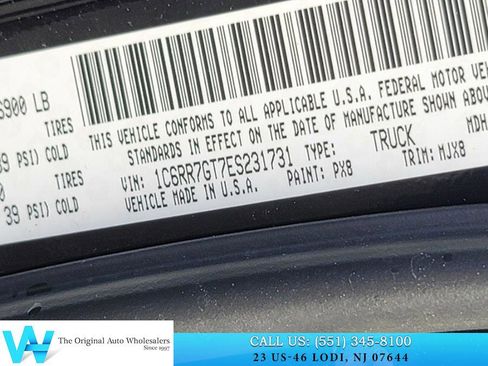 6900 LB
TIRES
39 PSI) COLD
TIRES
39 PSI) COLD
THIS VEHICLE CONFORMS TO ALL APPLICABLE U.S.A. FEDERAL MOTOR
STANDARDS IN EFFECT ON THE DATE OF MANUFACTURE SHOWN ABOVE
VIN: 1C6RR7GT7ES231731 TYPE: TRUCK MDH
VEHICLE MADE IN U.S.A. PAINT: PX8 TRIM: MJX8
W
The Original Auto Wholesalers
Since 1997
CALL US: (551) 345-8100
23 US-46 LODI, NJ 07644